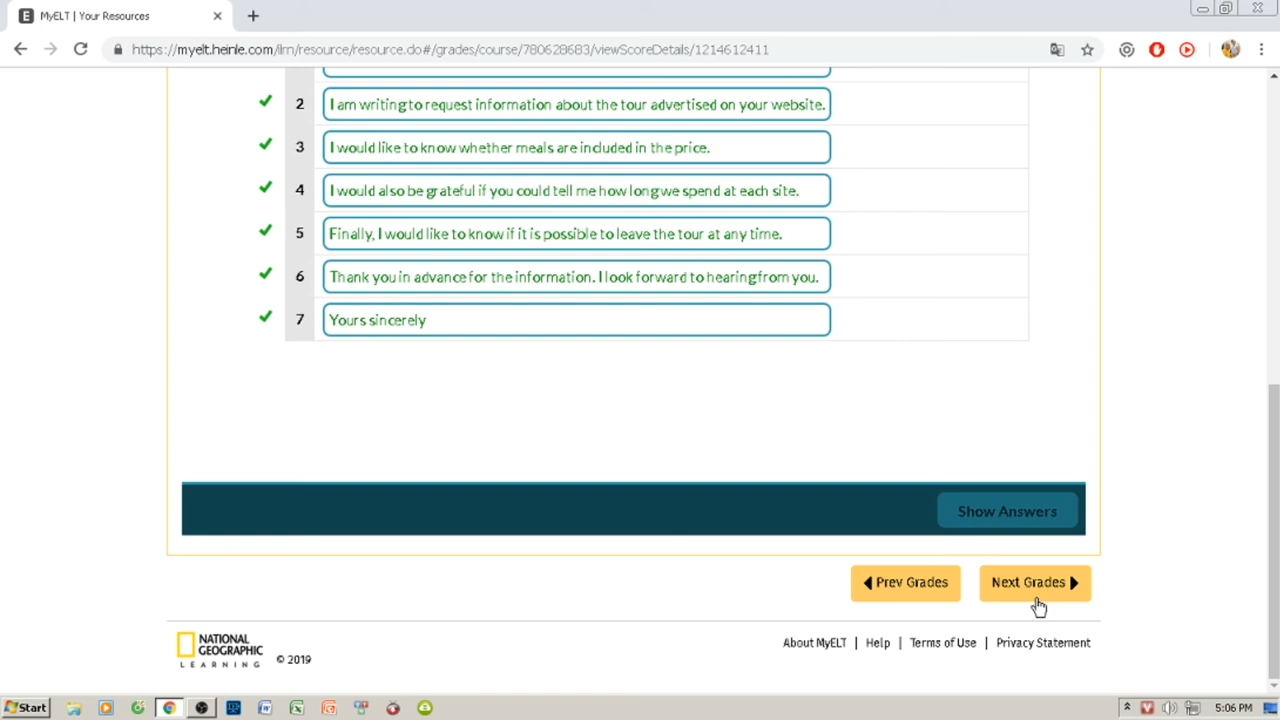 MyELT | Your Resources
https://myelt.heinle.com/ilrn/resource/resource.do#/grades/course/780628683/viewScoreDetails/1214612411
2 I am writing to request information about the tour advertised on your website.
3 I would like to know whether meals are included in the price.
4 I would also be grateful if you could tell me how long we spend at each site.
5 Finally, I would like to know if it is possible to leave the tour at any time.
6 Thank you in advance for the information. I look forward to hearing from you.
7 Yours sincerely
Show Answers
Prev Grades Next Grades
About MyELT | Help | Terms of Use | Privacy Statement
NATIONAL
GEOGRAPHIC
LEARNING © 2019
Start 5:06 PM